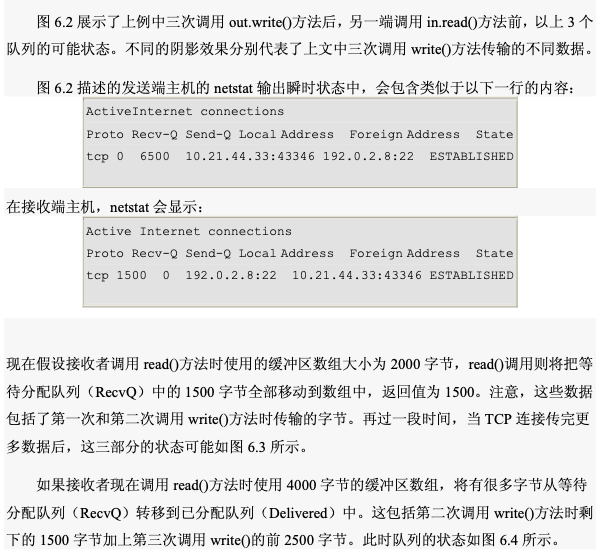 图 6.2 展示了上例中三次调用 out.write()方法后，另一端调用 in.read()方法前，以上 3 个
队列的可能状态。不同的阴影效果分别代表了上文中三次调用 write()方法传输的不同数据。
图 6.2 描述的发送端主机的 netstat 输出瞬时状态中，会包含类似于以下一行的内容：
ActiveInternet connections
Proto Recv-Q Send-Q Local Address Foreign Address State
tcp 0 6500 10.21.44.33:43346 192.0.2.8:22 ESTABLISHED
在接收端主机，netstat 会显示：
Active Internet connections
Proto Recv-Q Send-Q Local Address Foreign Address State
tcp 1500 0 192.0.2.8:22 10.21.44.33:43346 ESTABLISHED
现在假设接收者调用 read()方法时使用的缓冲区数组大小为 2000 字节，read()调用则将把等
待分配队列（RecvQ）中的 1500 字节全部移动到数组中，返回值为 1500。注意，这些数据
包括了第一次和第二次调用 write()方法时传输的字节。再过一段时间，当 TCP 连接传完更
多数据后，这三部分的状态可能如图 6.3 所示。
如果接收者现在调用 read()方法时使用 4000 字节的缓冲区数组，将有很多字节从等待
分配队列（RecvQ）转移到已分配队列（Delivered）中。这包括第二次调用 write()方法时剩
下的 1500 字节加上第三次调用 write()的前 2500 字节。此时队列的状态如图 6.4 所示。